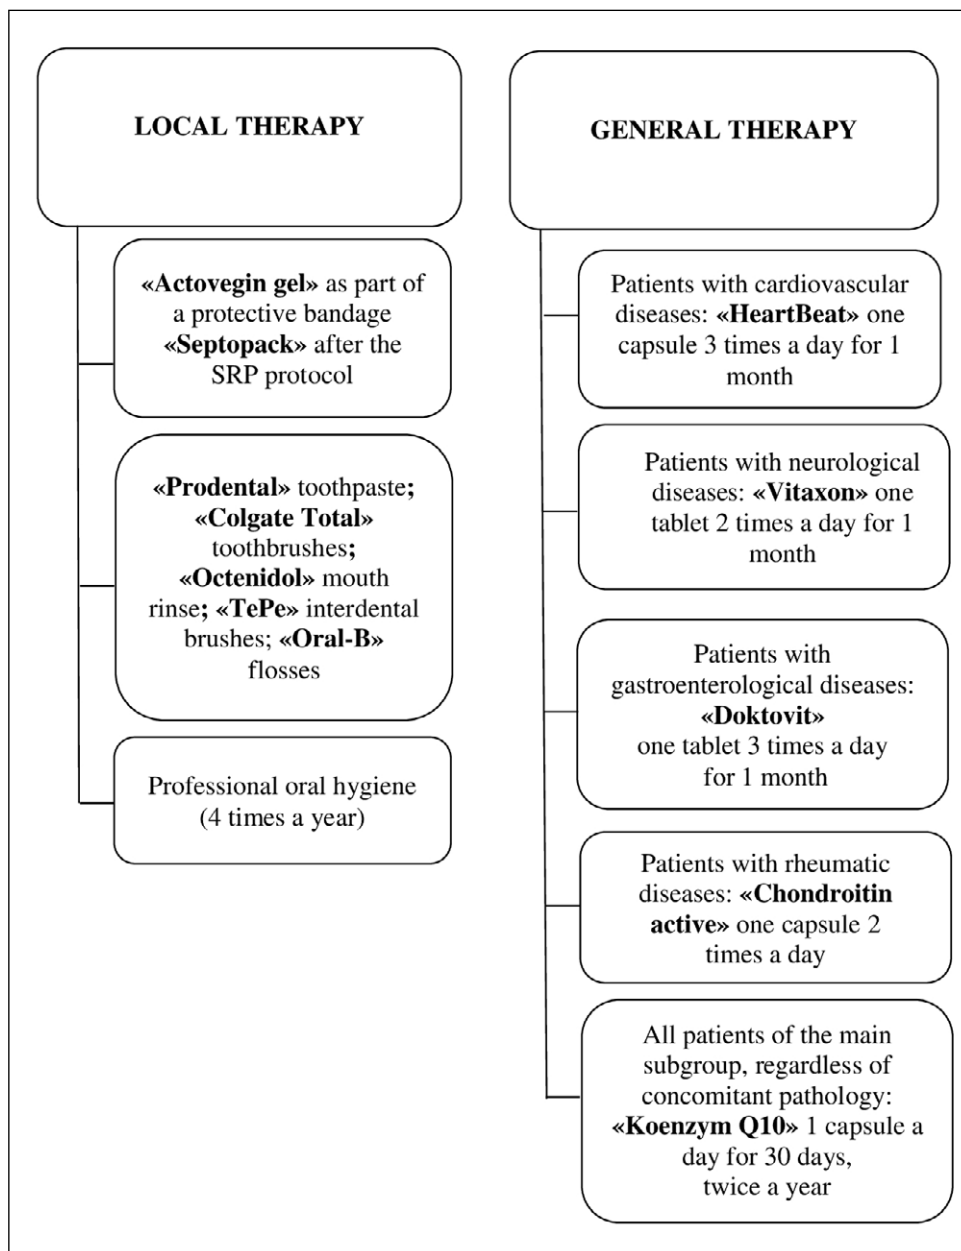 LOCAL THERAPY
«Actovegin gel» as part of
a protective bandage
«Septopack» after the
SRP protocol
«Prodental» toothpaste;
«Colgate Total»
toothbrushes;
«Octenidol» mouth
rinse; «TePe» interdental
brushes; «Oral-B»
flosses
Professional oral hygiene
(4 times a year)
GENERAL THERAPY
Patients with cardiovascular
diseases: «HeartBeat» one
capsule 3 times a day for 1
month
Patients with neurological
diseases: «Vitaxon» one
tablet 2 times a day for 1
month
Patients with
gastroenterological diseases:
«Doktovit»
one tablet 3 times a day
for 1 month
Patients with rheumatic
diseases: «Chondroitin
active» one capsule 2
times a day
All patients of the main
subgroup, regardless of
concomitant pathology:
«Koenzym Q10» 1 capsule a
day for 30 days,
twice a year